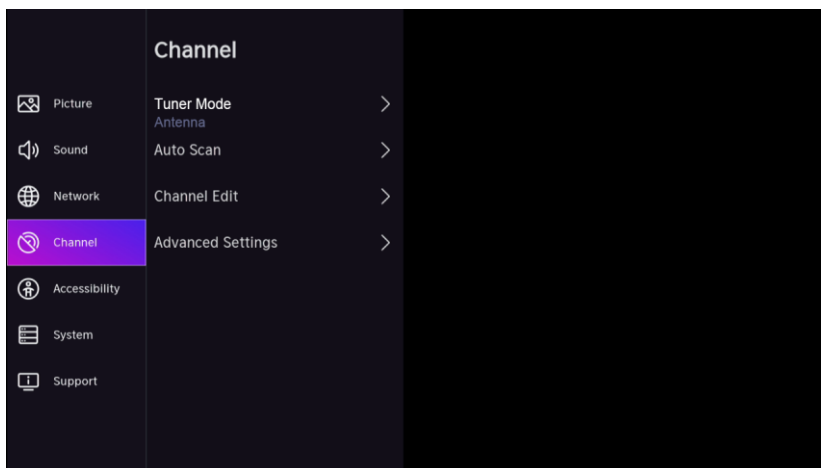 Channel
Picture
Sound
Network
Channel
Accessibility
System
Support
Tuner Mode
Antenna
Auto Scan
Channel Edit
Advanced Settings